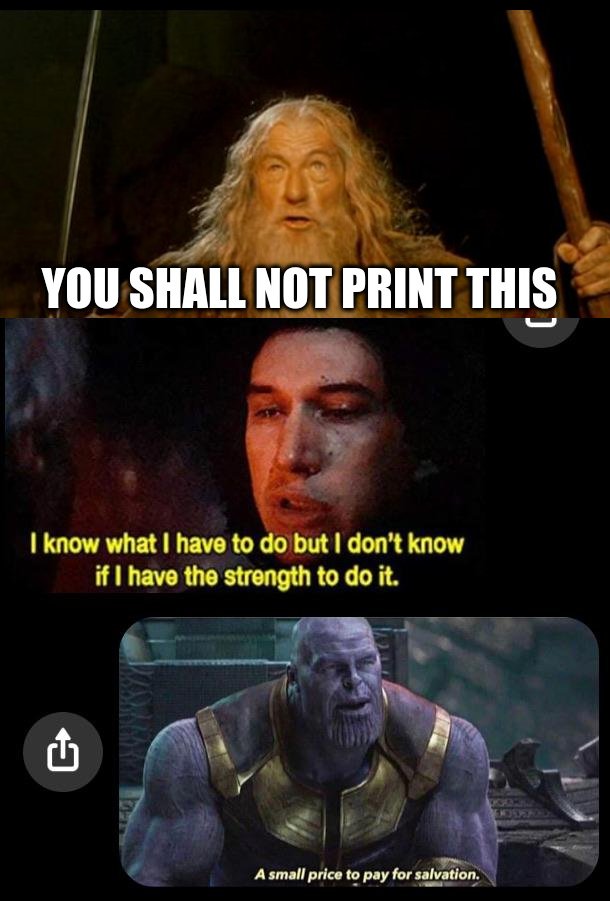 YOU SHALL NOT PRINT THIS
I know what I have to do but I don't know
if I have the strength to do it.
A small price to pay for salvation.